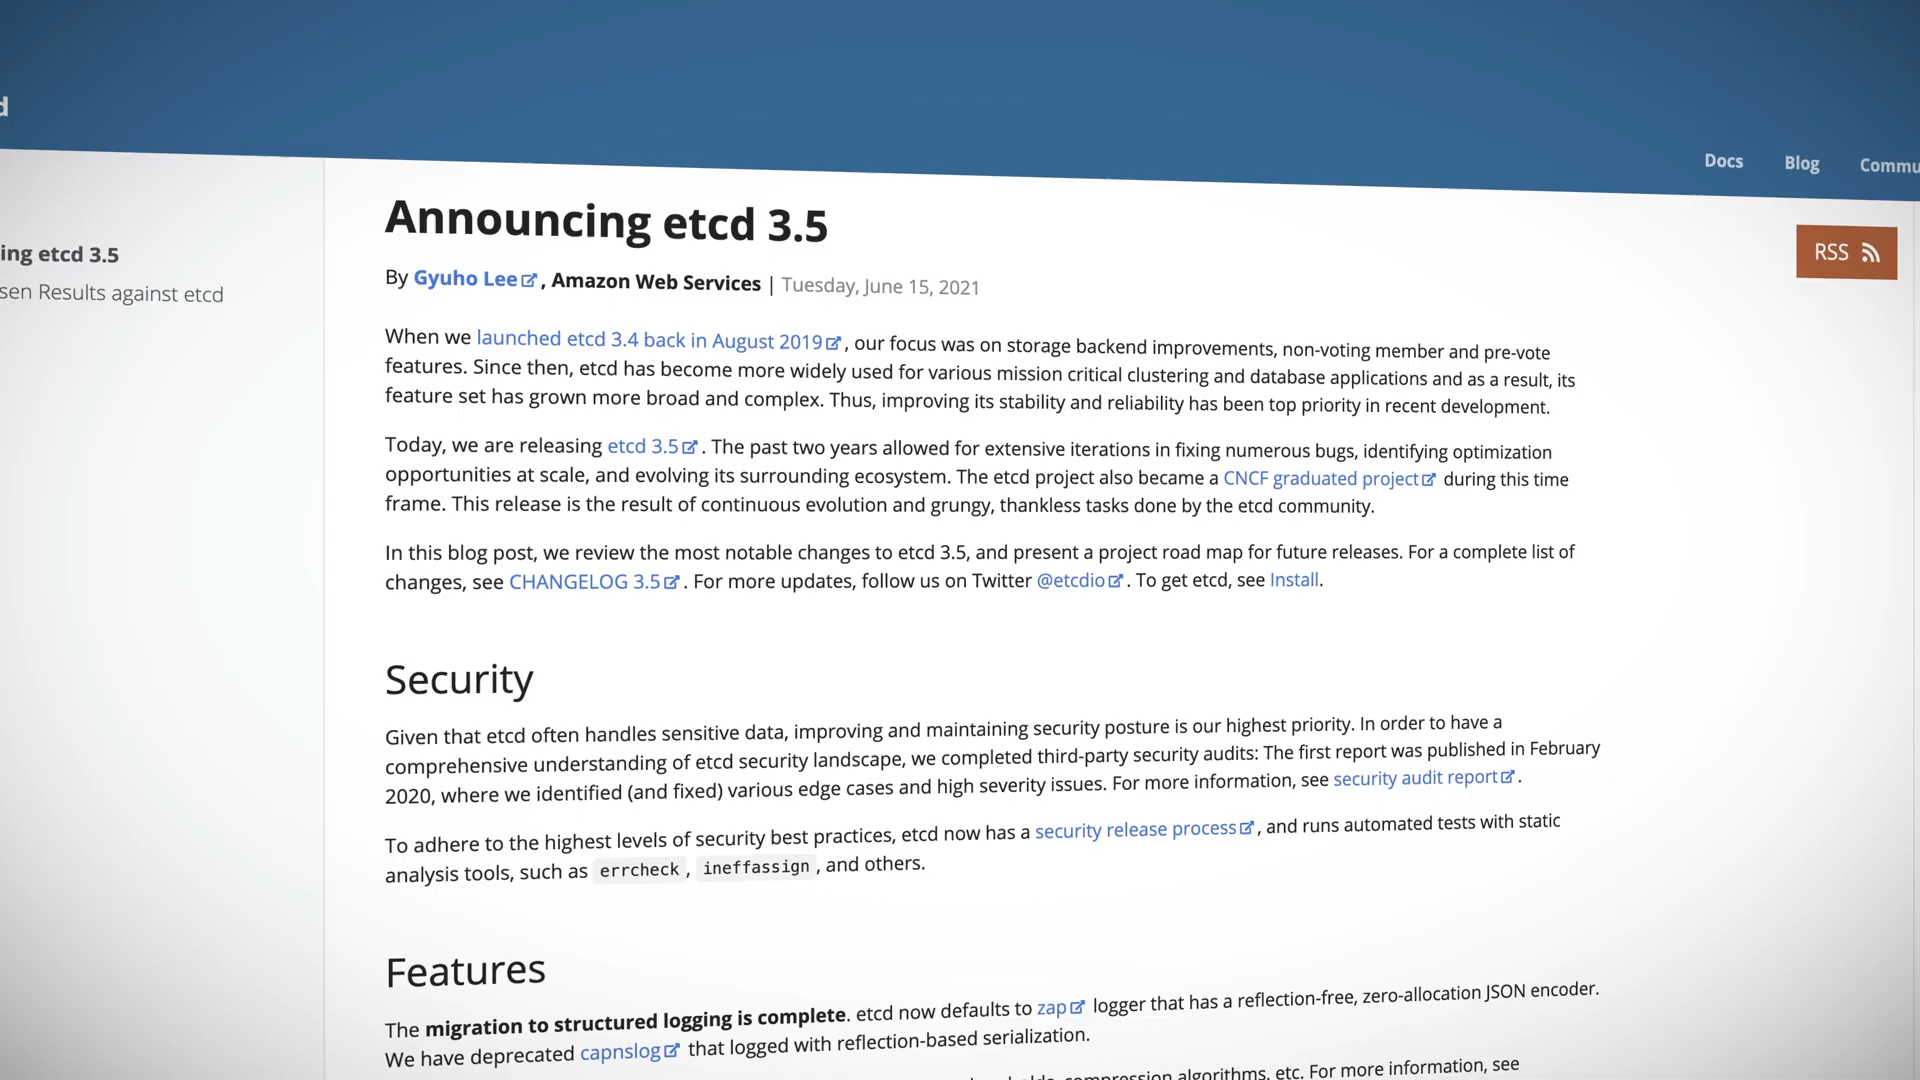 d
Docs Blog Commu
ing etcd 3.5
sen Results against etcd
Announcing etcd 3.5
RSS
By Gyuho Lee, Amazon Web Services | Tuesday, June 15, 2021
When we launched etcd 3.4 back in August 2019, our focus was on storage backend improvements, non-voting member and pre-vote
features. Since then, etcd has become more widely used for various mission critical clustering and database applications and as a result, its
feature set has grown more broad and complex. Thus, improving its stability and reliability has been top priority in recent development.
Today, we are releasing etcd 3.5. The past two years allowed for extensive iterations in fixing numerous bugs, identifying optimization
opportunities at scale, and evolving its surrounding ecosystem. The etcd project also became a CNCF graduated project during this time
frame. This release is the result of continuous evolution and grungy, thankless tasks done by the etcd community.
In this blog post, we review the most notable changes to etcd 3.5, and present a project road map for future releases. For a complete list of
changes, see CHANGELOG 3.5. For more updates, follow us on Twitter @etcdio. To get etcd, see Install.
Security
Given that etcd often handles sensitive data, improving and maintaining security posture is our highest priority. In order to have a
comprehensive understanding of etcd security landscape, we completed third-party security audits: The first report was published in February
2020, where we identified (and fixed) various edge cases and high severity issues. For more information, see security audit report.
To adhere to the highest levels of security best practices, etcd now has a security release process, and runs automated tests with static
analysis tools, such as errcheck, ineffassign, and others.
Features
The migration to structured logging is complete. etcd now defaults to zap logger that has a reflection-free, zero-allocation JSON encoder.
We have deprecated capnslog that logged with reflection-based serialization.
compression algorithms, etc. For more information, see